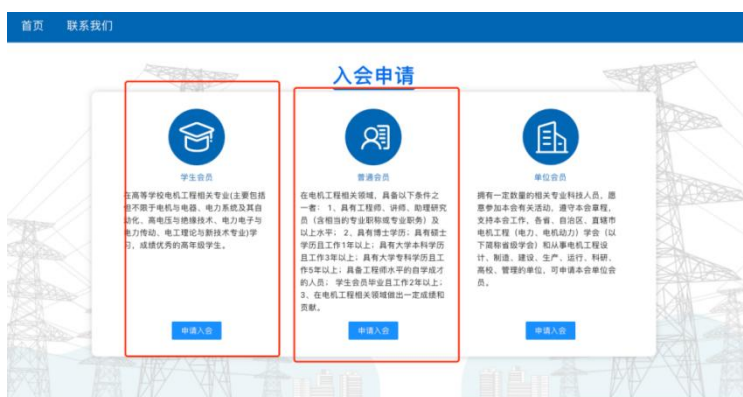 首页 联系我们
入会申请
学生会员
在高等学校电机工程相关专业(主要包括
但不限于电机与电器、电力系统及其自
动化、高电压与绝缘技术、电力电子与
电力传动、电工理论与新技术专业)学
习，成绩优秀的高年级学生。
申请入会
普通会员
在电机工程相关领域，具备以下条件之
一者： 1、具有工程师、讲师、助理研究
员（含相当的专业职称或专业职务）及
以上水平； 2、具有博士学历；具有硕士
学历且工作1年以上；具有大学本科学历
且工作3年以上；具有大学专科学历且工
作5年以上；具备工程师水平的自学成才
的人员； 学生会员毕业且工作2年以上；
3、在电机工程相关领域做出一定成绩和
贡献。
申请入会
单位会员
拥有一定数量的相关专业科技人员，愿
意参加本会有关活动，遵守本会章程，
支持本会工作，各省、自治区、直辖市
电机工程（电力、电机动力）学会（以
下简称省级学会）和从事电机工程设
计、制造、建设、生产、运行、科研、
高校、管理的单位，可申请本会单位会
员。
申请入会